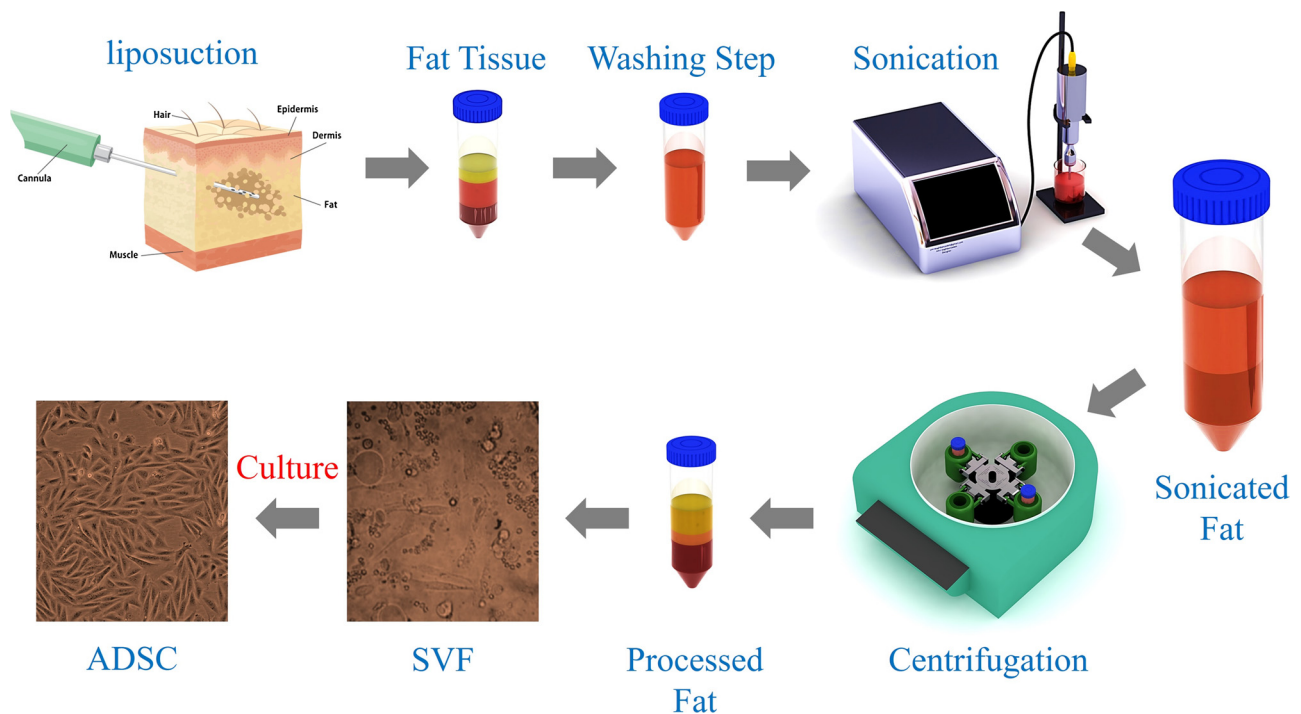 liposuction
Fat Tissue
Washing Step
Sonication
Hair
Epidermis
Dermis
Cannula
Fat
Muscle
Sonicated
Fat
Culture
ADSC
SVF
Processed
Fat
Centrifugation